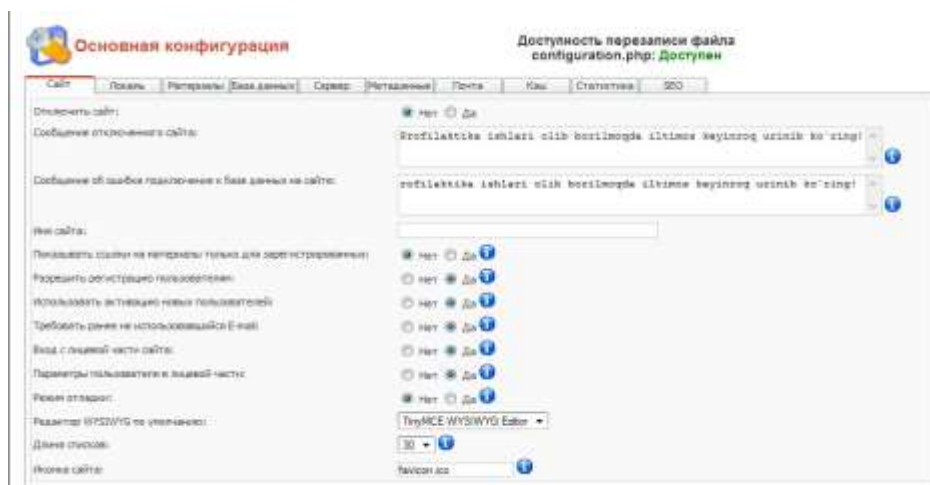 Основная конфигурация
Доступность перезаписи файла
configuration.php: Доступен
Сайт Локаль Материалы База данных Сервер Метаданные Почта Кэш Статистика SEO
Отключить сайт: Нет Да
Сообщение отключенного сайта: Profilaktika ishlari olib borilmoqda iltimos keyinroq urinib ko`ring!
Сообщение об ошибке подключения к базе данных на сайте: rofilaktika ishlari olib borilmoqda iltimos keyinroq urinib ko`ring!
Имя сайта:
Показывать ссылки на материалы только для зарегистрированных: Нет Да
Разрешить регистрацию пользователей: Нет Да
Использовать активацию новых пользователей: Нет Да
Требовать ранее не использовавшийся E-mail: Нет Да
Вход с лицевой части сайта: Нет Да
Параметры пользователя в лицевой части: Нет Да
Режим отладки: Нет Да
Редактор WYSIWYG по умолчанию: TinyMCE WYSIWYG Editor
Длина списков: 30
Иконка сайта: favicon.ico